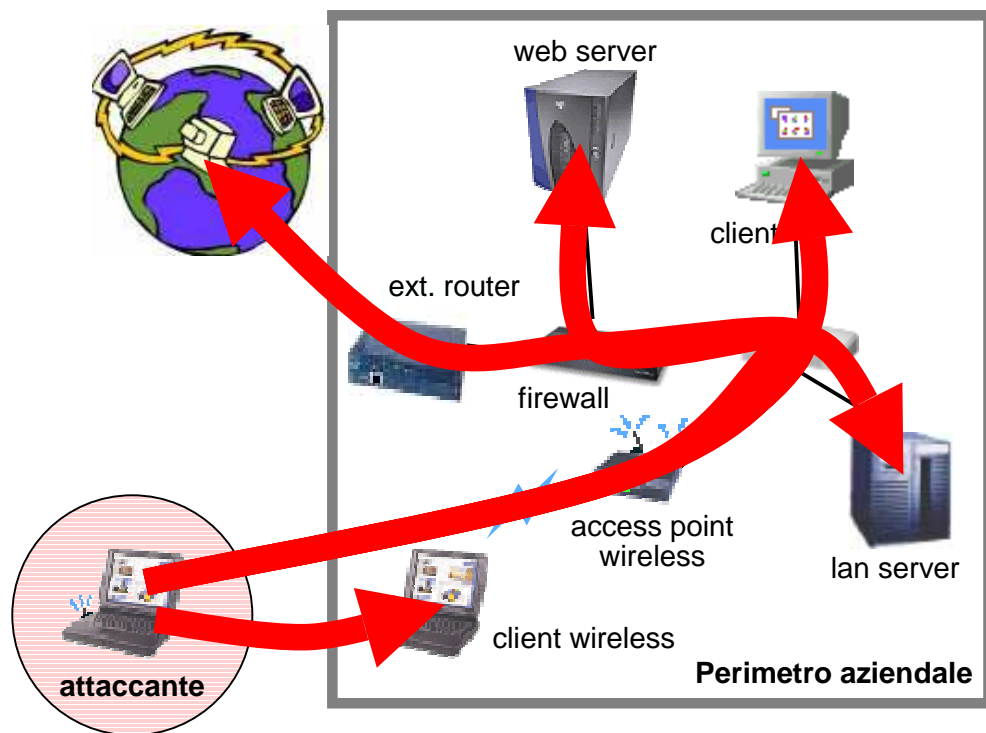 web server
client
ext. router
firewall
access point
wireless
lan server
client wireless
attaccante
Perimetro aziendale